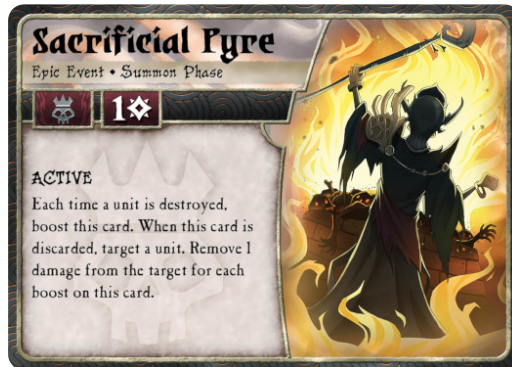 Sacrificial Pyre
Epic Event • Summon Phase
1
ACTIVE
Each time a unit is destroyed,
boost this card. When this card is
discarded, target a unit. Remove 1
damage from the target for each
boost on this card.